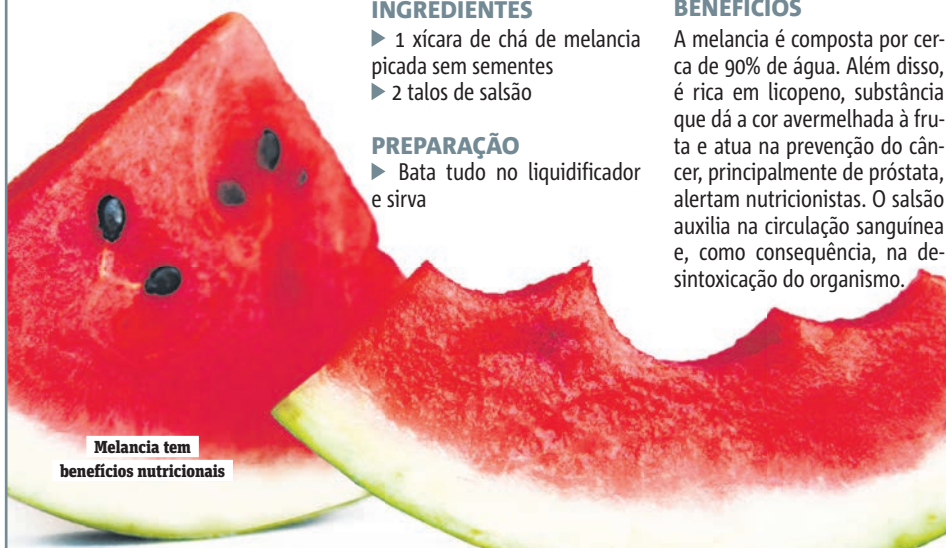 INGREDIENTES
▶ 1 xícara de chá de melancia
picada sem sementes
▶ 2 talos de salsão
PREPARAÇÃO
▶ Bata tudo no liquidificador
e sirva
BENEFÍCIOS
A melancia é composta por cer-
ca de 90% de água. Além disso,
é rica em licopeno, substância
que dá a cor avermelhada à fru-
ta e atua na prevenção do cân-
cer, principalmente de próstata,
alertam nutricionistas. O salsão
auxilia na circulação sanguínea
e, como consequência, na de-
sintoxicação do organismo.
Melancia tem
benefícios nutricionais